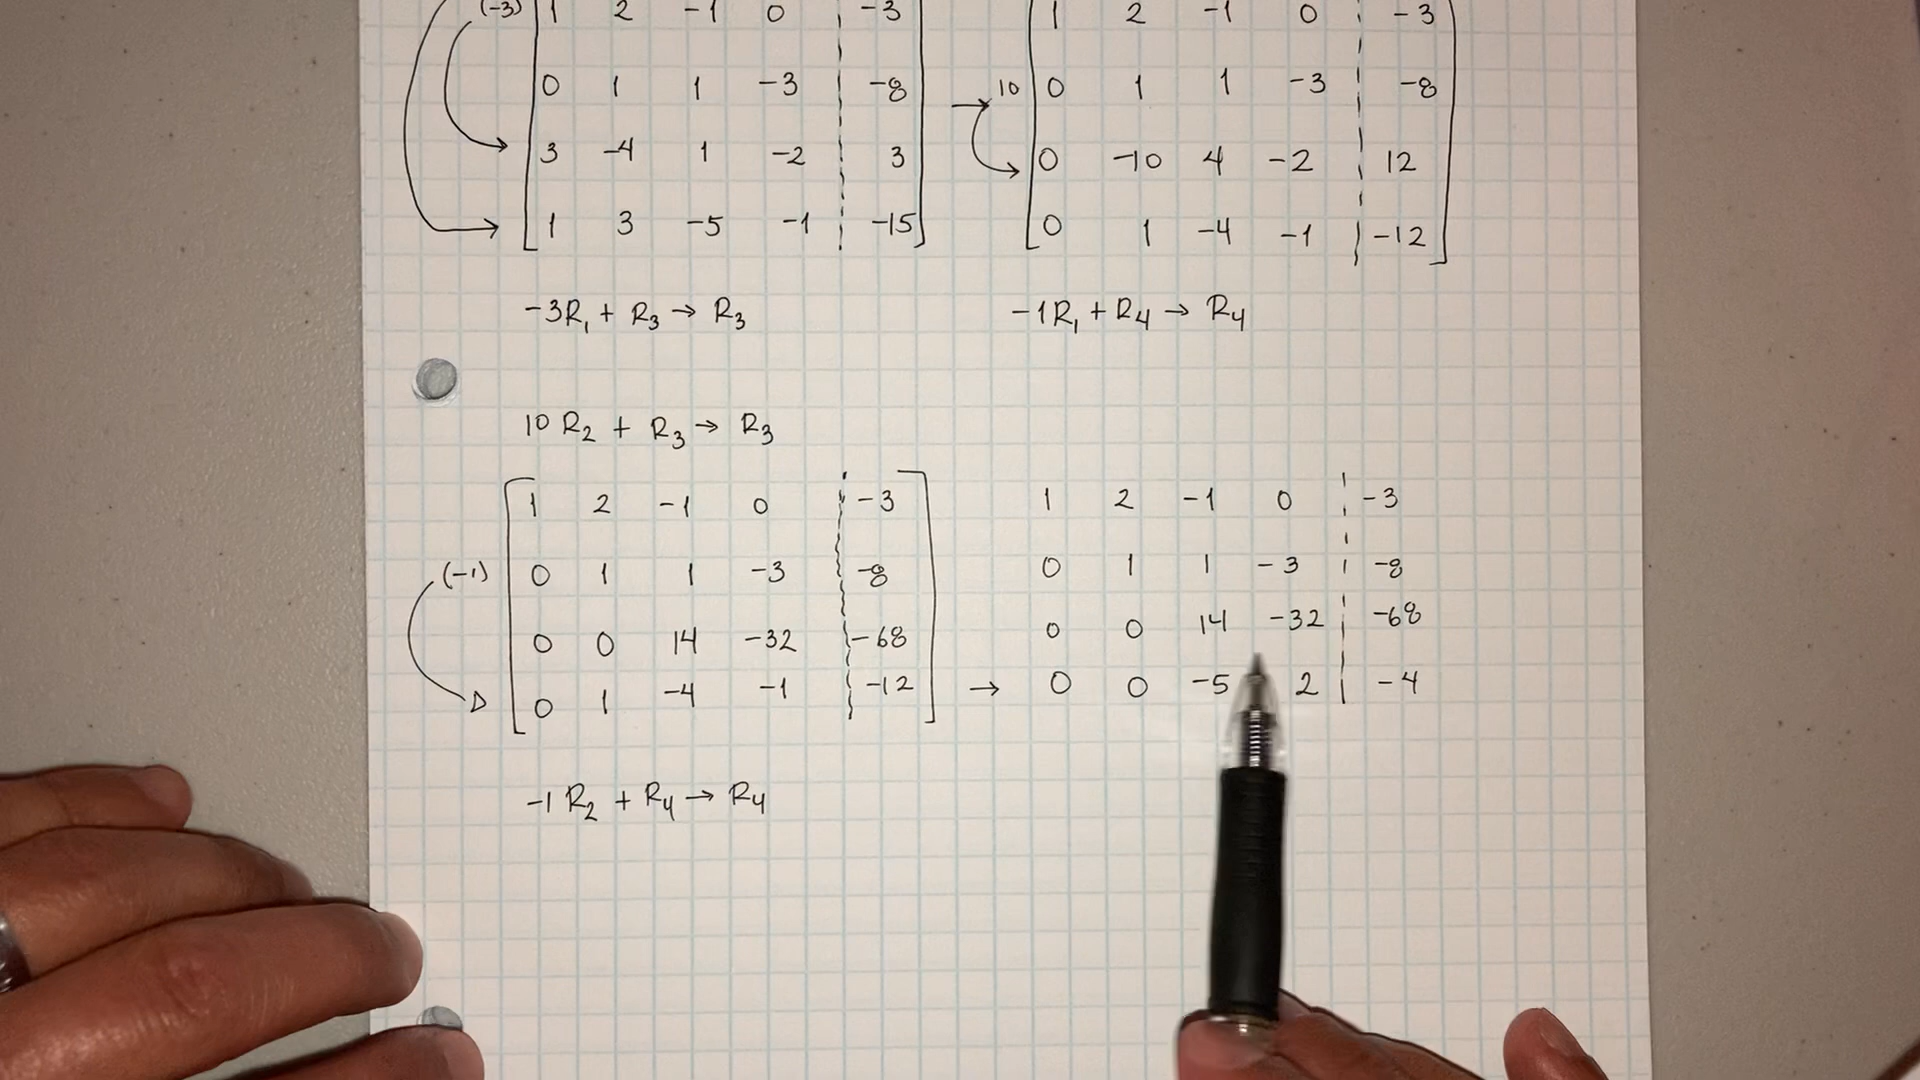 (-3) 1 2 -1 0 -3
0 1 1 -3 -8
3 -4 1 -2 3
1 3 -5 -1 -15
1 2 -1 0 -3
→ 10 0 1 1 -3 -8
0 -10 4 -2 12
0 1 -4 -1 -12
-3R₁ + R₃ → R₃
-1R₁ + R₄ → R₄
10 R₂ + R₃ → R₃
1 2 -1 0 -3
(-1) 0 1 1 -3 -8
0 0 14 -32 -68
0 1 -4 -1 -12
1 2 -1 0 -3
0 1 1 -3 -8
0 0 14 -32 -68
→ 0 0 -5 2 -4
-1 R₂ + R₄ → R₄